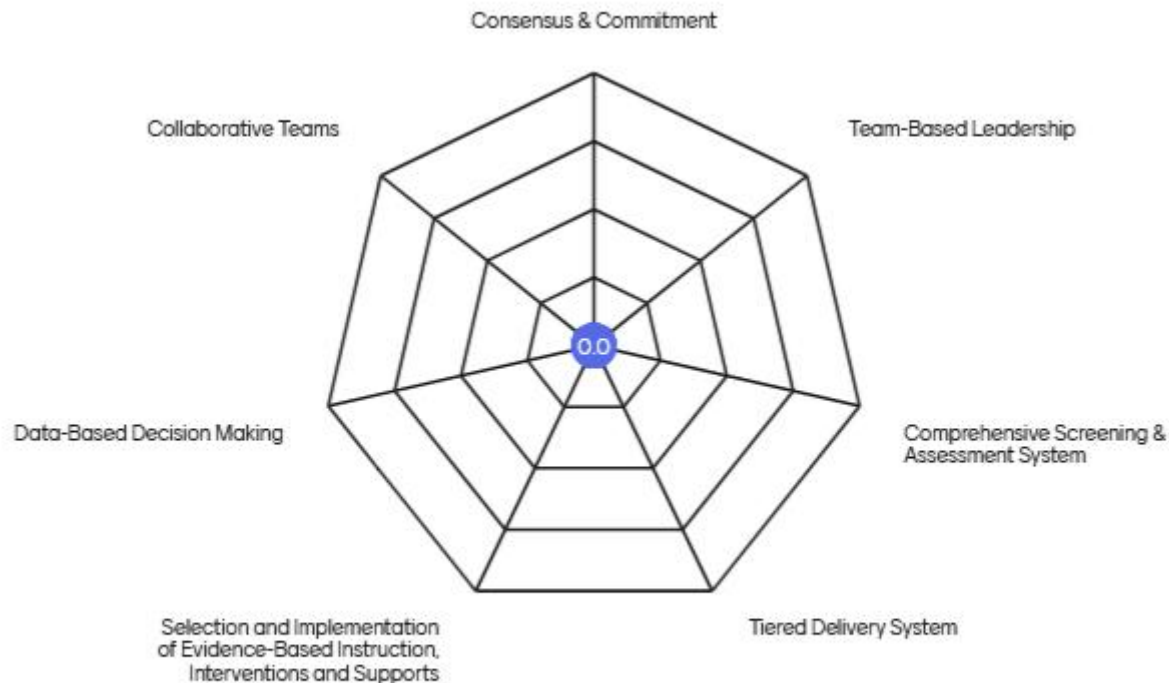 Consensus & Commitment
Collaborative Teams
Team-Based Leadership
0.0
Data-Based Decision Making
Comprehensive Screening &
Assessment System
Selection and Implementation
of Evidence-Based Instruction,
Interventions and Supports
Tiered Delivery System